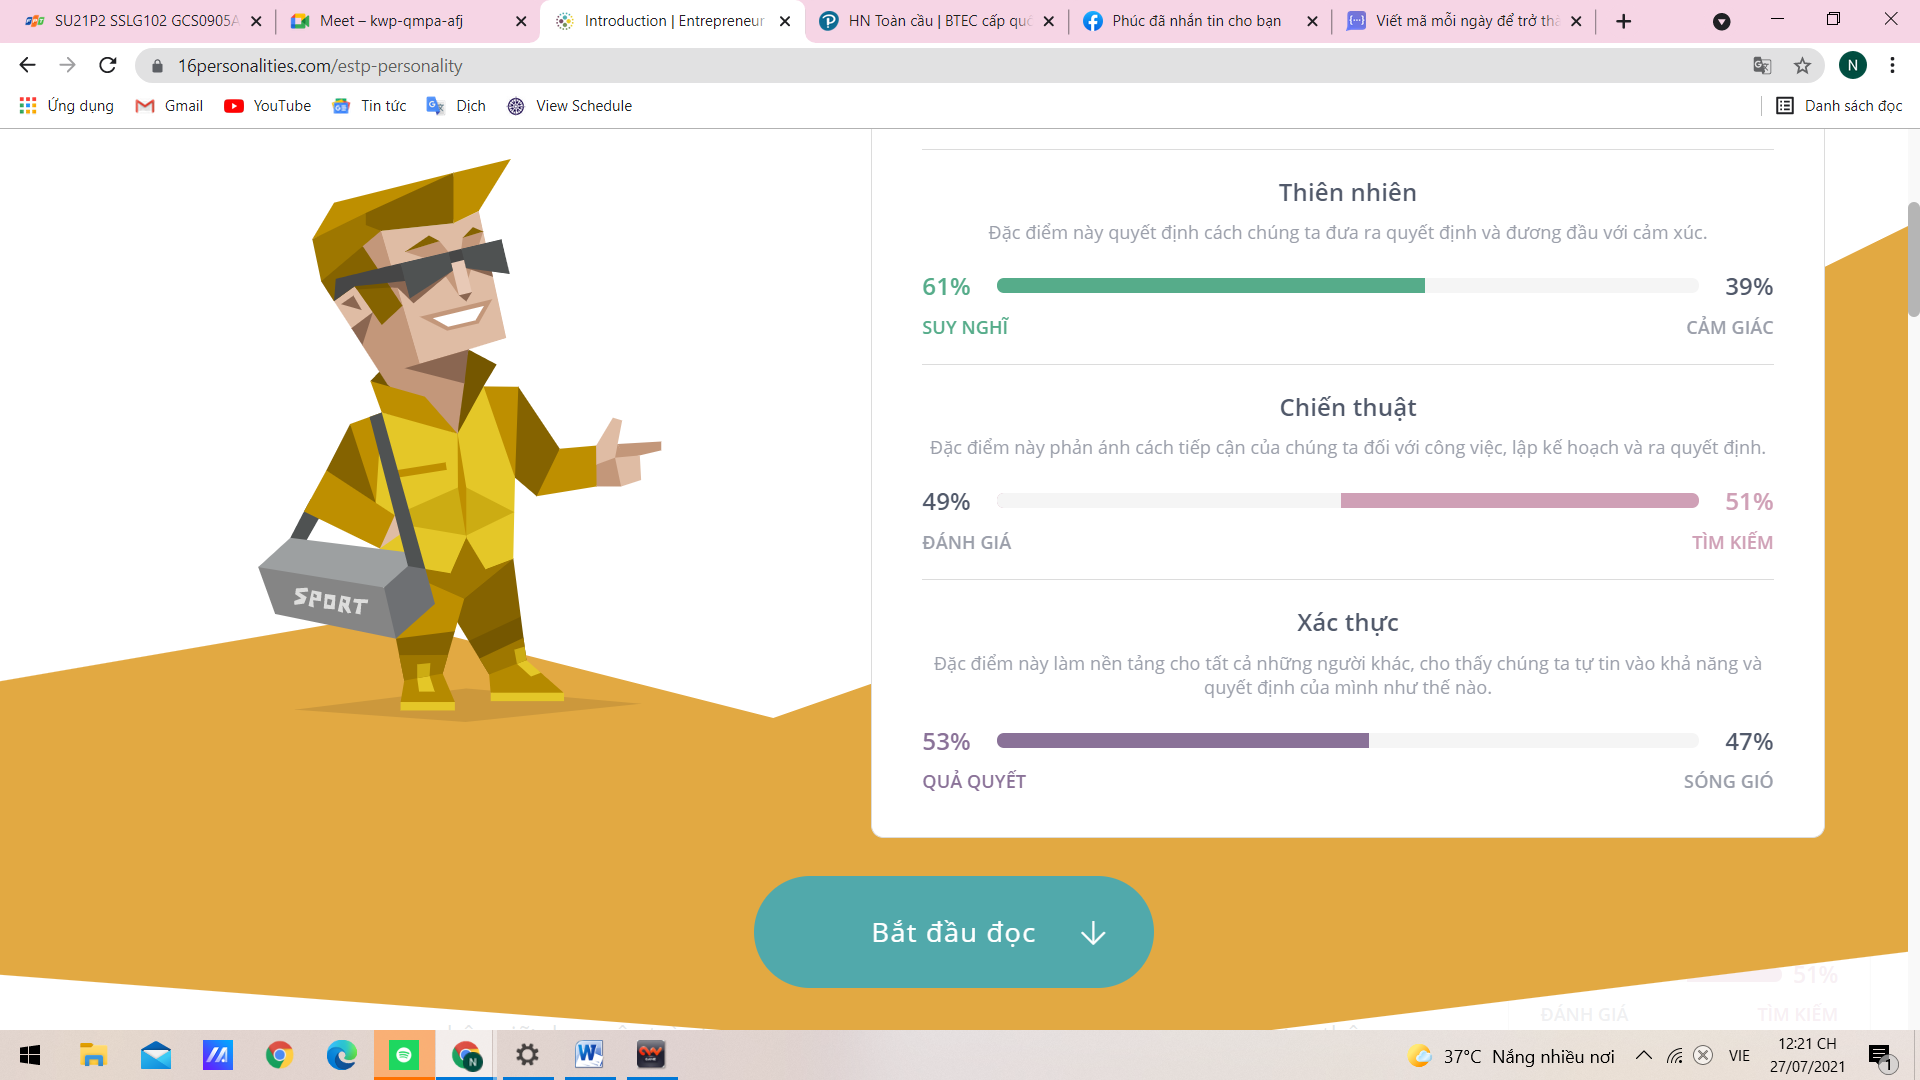 SU21P2 SSLG102 GCS0905A
Meet – kwp-qmpa-afj
Introduction | Entrepreneur
HN Toàn cầu | BTEC cấp quố
Phúc đã nhắn tin cho bạn
Viết mã mỗi ngày để trở thà
16personalities.com/estp-personality
N
Ứng dụng
Gmail
YouTube
Tin tức
Dịch
View Schedule
Danh sách đọc
Thiên nhiên
Đặc điểm này quyết định cách chúng ta đưa ra quyết định và đương đầu với cảm xúc.
61% 39%
SUY NGHĨ CẢM GIÁC
Chiến thuật
Đặc điểm này phản ánh cách tiếp cận của chúng ta đối với công việc, lập kế hoạch và ra quyết định.
49% 51%
ĐÁNH GIÁ TÌM KIẾM
Xác thực
Đặc điểm này làm nền tảng cho tất cả những người khác, cho thấy chúng ta tự tin vào khả năng và
quyết định của mình như thế nào.
53% 47%
QUẢ QUYẾT SÓNG GIÓ
SPORT
Bắt đầu đọc
51%
ĐÁNH GIÁ TÌM KIẾM
37°C Nắng nhiều nơi
VIE
12:21 CH
27/07/2021
1